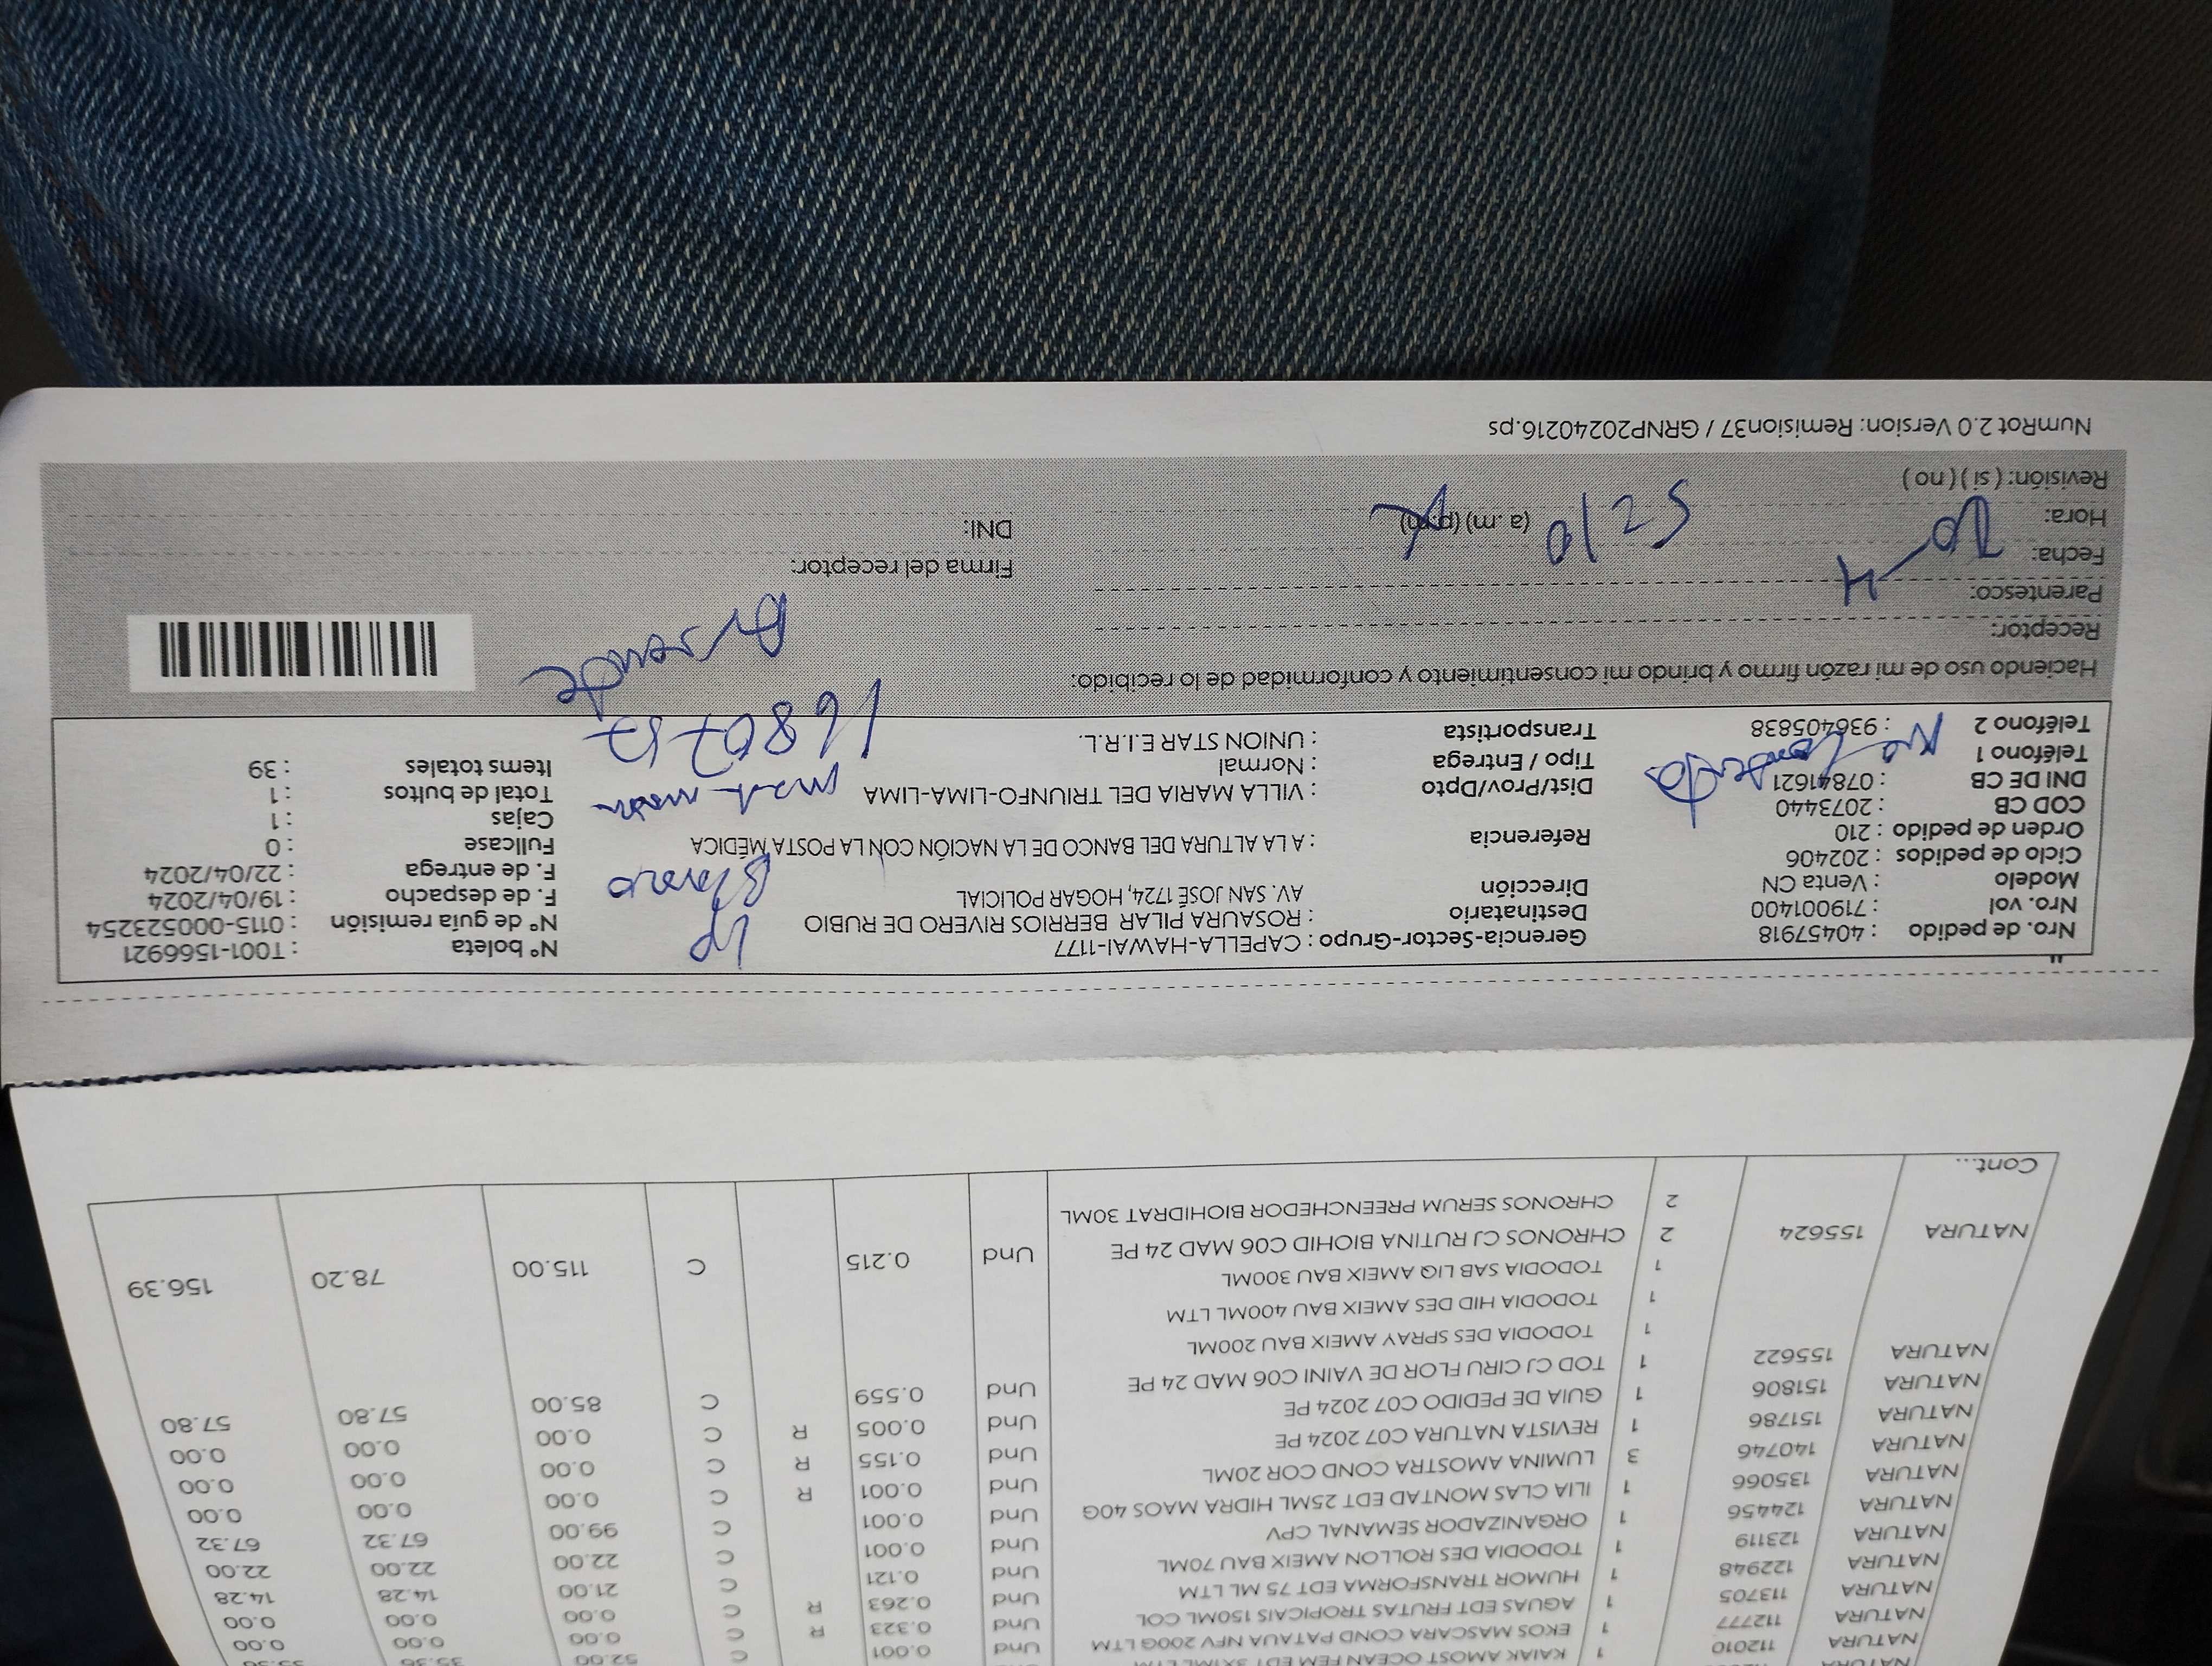 NATURA 112010 1 KAIAK AMOST OCEAN FEM EDT 3X1ML LTM
NATURA 112777 1 EKOS MASCARA COND PATAUA NFV 200G LTM Und 0.001 C 52.00 35.36 35.36
NATURA 113705 1 AGUAS EDT FRUTAS TROPICAIS 150ML COL Und 0.323 R C 0.00 0.00 0.00
NATURA 122948 1 HUMOR TRANSFORMA EDT 75 ML LTM Und 0.263 R C 0.00 0.00 0.00
NATURA 123119 1 TODODIA DES ROLLON AMEIX BAU 70ML Und 0.121 C 21.00 14.28 14.28
NATURA 124456 1 ORGANIZADOR SEMANAL CPV Und 0.001 C 22.00 22.00 22.00
NATURA 135066 1 ILIA CLAS MONTAD EDT 25ML HIDRA MAOS 40G Und 0.001 C 99.00 67.32 67.32
NATURA 140746 3 LUMINA AMOSTRA COND COR 20ML Und 0.001 R C 0.00 0.00 0.00
NATURA 151786 1 REVISTA NATURA C07 2024 PE Und 0.155 R C 0.00 0.00 0.00
NATURA 151806 1 GUIA DE PEDIDO C07 2024 PE Und 0.005 R C 0.00 0.00 0.00
NATURA 155622 1 TOD CJ CIRU FLOR DE VAINI C06 MAD 24 PE Und 0.559 C 85.00 57.80 57.80
1 TODODIA DES SPRAY AMEIX BAU 200ML
1 TODODIA HID DES AMEIX BAU 400ML LTM
1 TODODIA SAB LIQ AMEIX BAU 300ML
NATURA 155624 2 CHRONOS CJ RUTINA BIOHID C06 MAD 24 PE Und 0.215 C 115.00 78.20 156.39
2 CHRONOS SERUM PREENCHEDOR BIOHIDRAT 30ML
Cont...
Nro. de pedido : 40457918 Gerencia-Sector-Grupo : CAPELLA-HAWAI-1177 N° boleta : T001-1566921
Nro. vol : 719001400 Destinatario : ROSAURA PILAR BERRIOS RIVERO DE RUBIO N° de guía remisión : 0115-000523254
Modelo : Venta CN Dirección AV. SAN JOSÉ 1724, HOGAR POLICIAL F. de despacho : 19/04/2024
Ciclo de pedidos : 202406 F. de entrega : 22/04/2024
Orden de pedido : 210 Referencia : A LA ALTURA DEL BANCO DE LA NACIÓN CON LA POSTA MÉDICA Fullcase : 0
COD CB : 2073440 Cajas : 1
DNI DE CB : 07841621 Dist/Prov/Dpto : VILLA MARIA DEL TRIUNFO-LIMA-LIMA Total de bultos : 1
Teléfono 1 Tipo / Entrega : Normal Items totales : 39
Teléfono 2 : 936405838 Transportista : UNION STAR E.I.R.L.
1P
Blanco
Haciendo uso de mi razón firmo y brindo mi consentimiento y conformidad de lo recibido:
Receptor:
Parentesco:
Fecha: 20-4 Firma del receptor:
Hora: (a.m) (p.m) DNI:
Revisión: ( si ) ( no )
NumRot 2.0 Version: Remision37 / GRNP20240216.ps